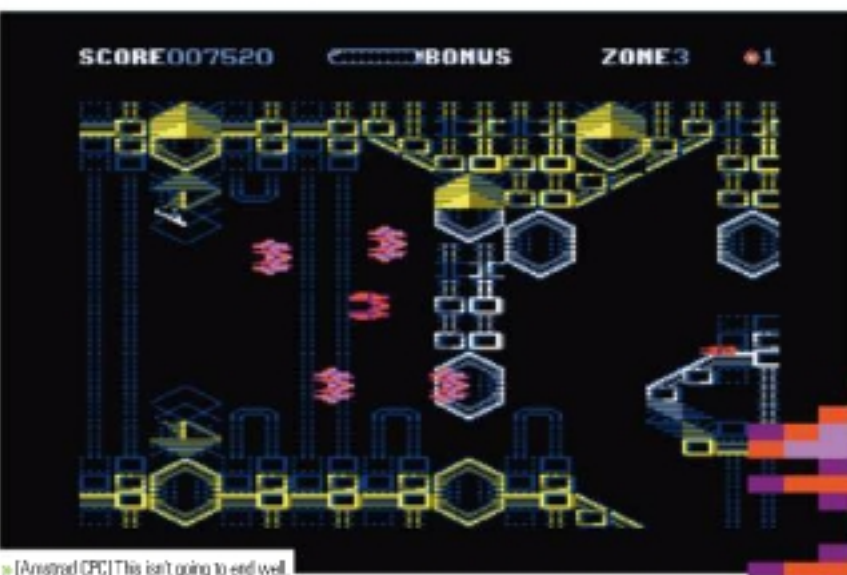 SCORE007520 BONUS ZONE3 1
» [Amstrad CPC] This isn't going to end well.